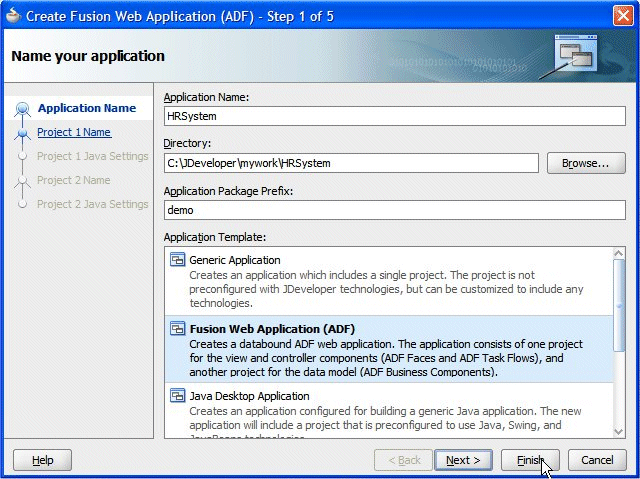 Create Fusion Web Application (ADF) - Step 1 of 5
Name your application
Application Name
Project 1 Name
Project 1 Java Settings
Project 2 Name
Project 2 Java Settings
Application Name:
HRSystem
Directory:
C:\JDeveloper\mywork\HRSystem
Browse...
Application Package Prefix:
demo
Application Template:
Generic Application
Creates an application which includes a single project. The project is not
preconfigured with JDeveloper technologies, but can be customized to include any
technologies.
Fusion Web Application (ADF)
Creates a databound ADF web application. The application consists of one project
for the view and controller components (ADF Faces and ADF Task Flows), and
another project for the data model (ADF Business Components).
Java Desktop Application
Creates an application configured for building a generic Java application. The new
application will include a project that is preconfigured to use Java, Swing, and
JavaBeans technologies.
Help
< Back
Next >
Finish
Cancel